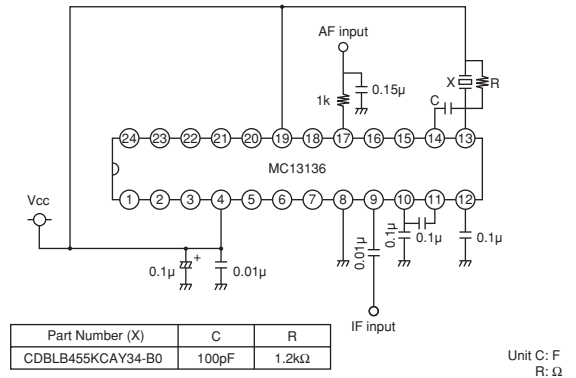 AF input
X
R
0.15μ
1k
C
24 23 22 21 20 19 18 17 16 15 14 13
MC13136
1 2 3 4 5 6 7 8 9 10 11 12
Vcc
+
0.1μ
0.01μ
0.01μ
0.1μ
0.1μ
0.1μ
IF input
Part Number (X) C R
CDBLB455KCAY34-B0 100pF 1.2kΩ
Unit C: F
R: Ω